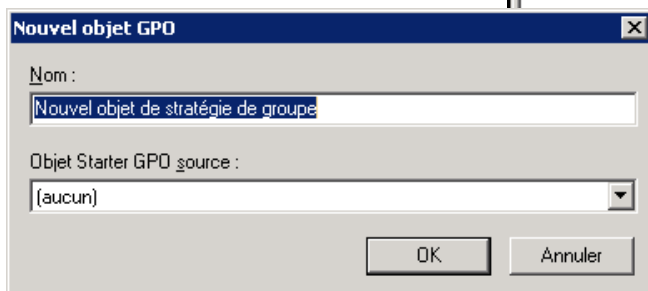 Nouvel objet GPO
Nom :
Nouvel objet de stratégie de groupe
Objet Starter GPO source :
(aucun)
OK Annuler